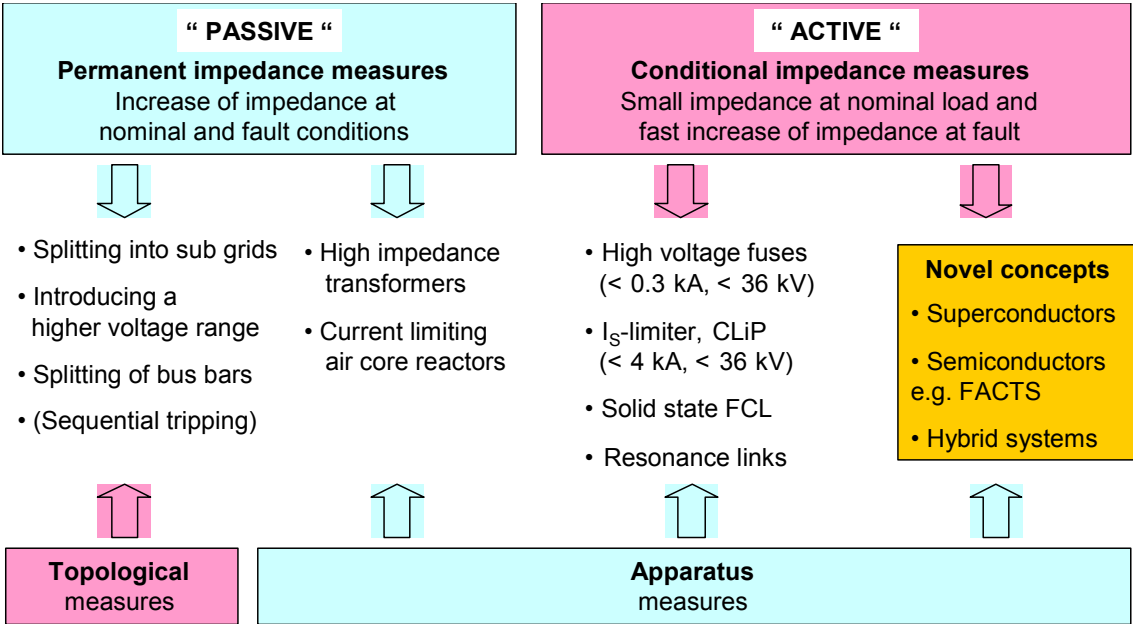 “ PASSIVE “
Permanent impedance measures
Increase of impedance at
nominal and fault conditions
“ ACTIVE “
Conditional impedance measures
Small impedance at nominal load and
fast increase of impedance at fault
• Splitting into sub grids
• Introducing a
higher voltage range
• Splitting of bus bars
• (Sequential tripping)
• High impedance
transformers
• Current limiting
air core reactors
• High voltage fuses
(< 0.3 kA, < 36 kV)
• IS-limiter, CLiP
(< 4 kA, < 36 kV)
• Solid state FCL
• Resonance links
Novel concepts
• Superconductors
• Semiconductors
e.g. FACTS
• Hybrid systems
Topological
measures
Apparatus
measures